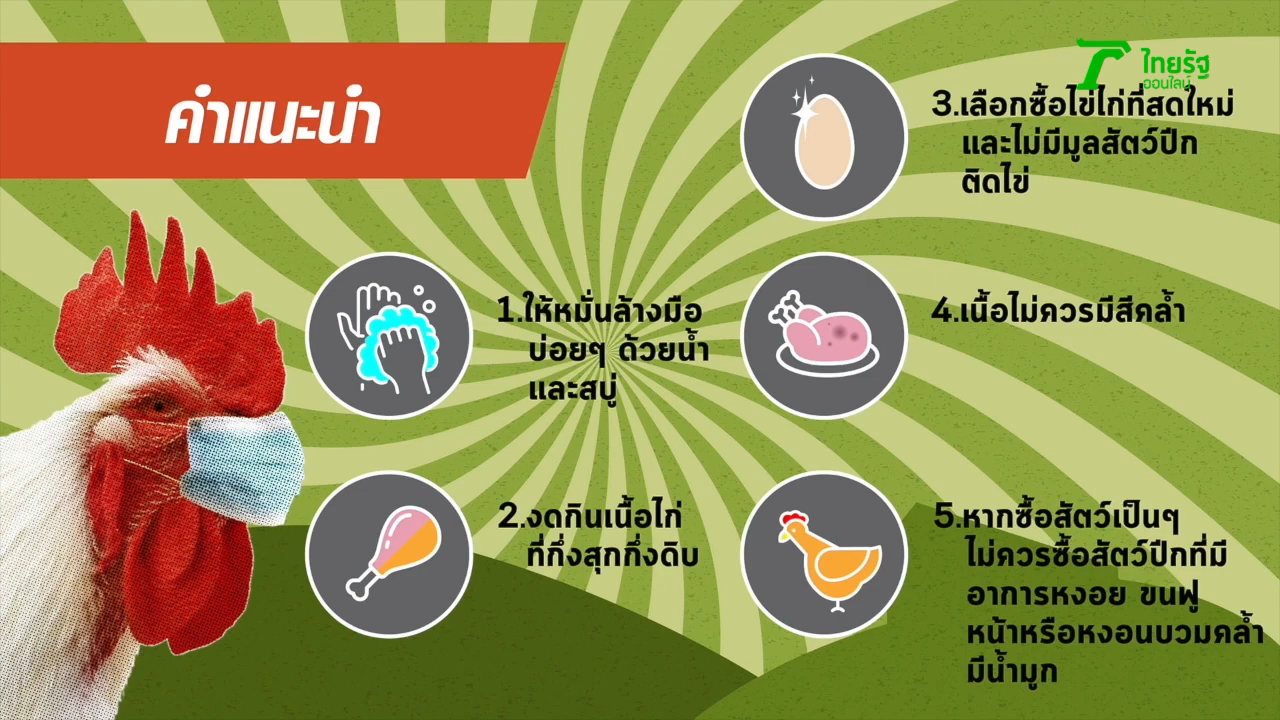 คำแนะนำ
ไทยรัฐ
ออนไลน์
1.ให้หมั่นล้างมือ
บ่อยๆ ด้วยน้ำ
และสบู่
2.งดกินเนื้อไก่
ที่กึ่งสุกกึ่งดิบ
3.เลือกซื้อไข่ไก่ที่สดใหม่
และไม่มีมูลสัตว์ปีก
ติดไข่
4.เนื้อไม่ควรมีสีคล้ำ
5.หากซื้อสัตว์เป็นๆ
ไม่ควรซื้อสัตว์ปีกที่มี
อาการหงอย ขนฟู
หน้าหรือหงอนบวมคล้ำ
มีน้ำมูก